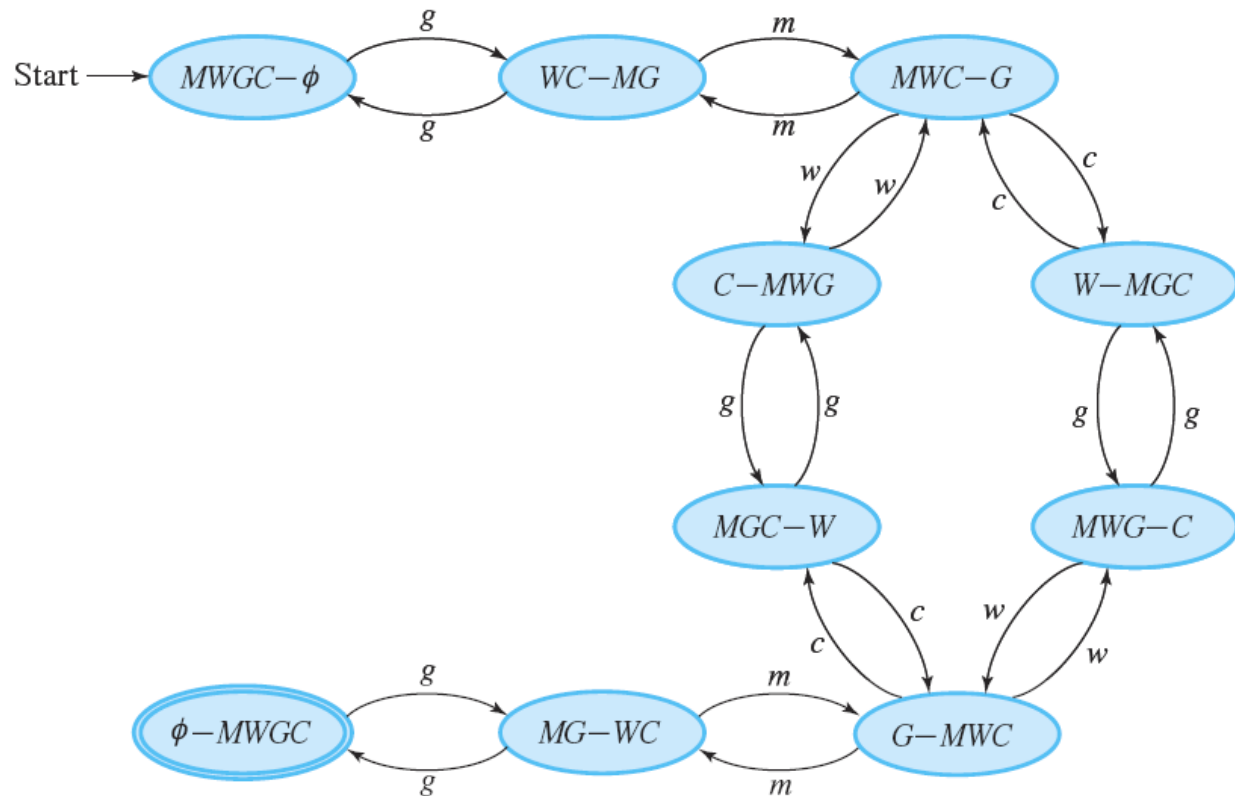 g m
Start MWGC–ϕ WC–MG MWC–G
g m
w w c c
C–MWG W–MGC
g g g g
MGC–W MWG–C
c c w w
g m
ϕ–MWGC MG–WC G–MWC
g m